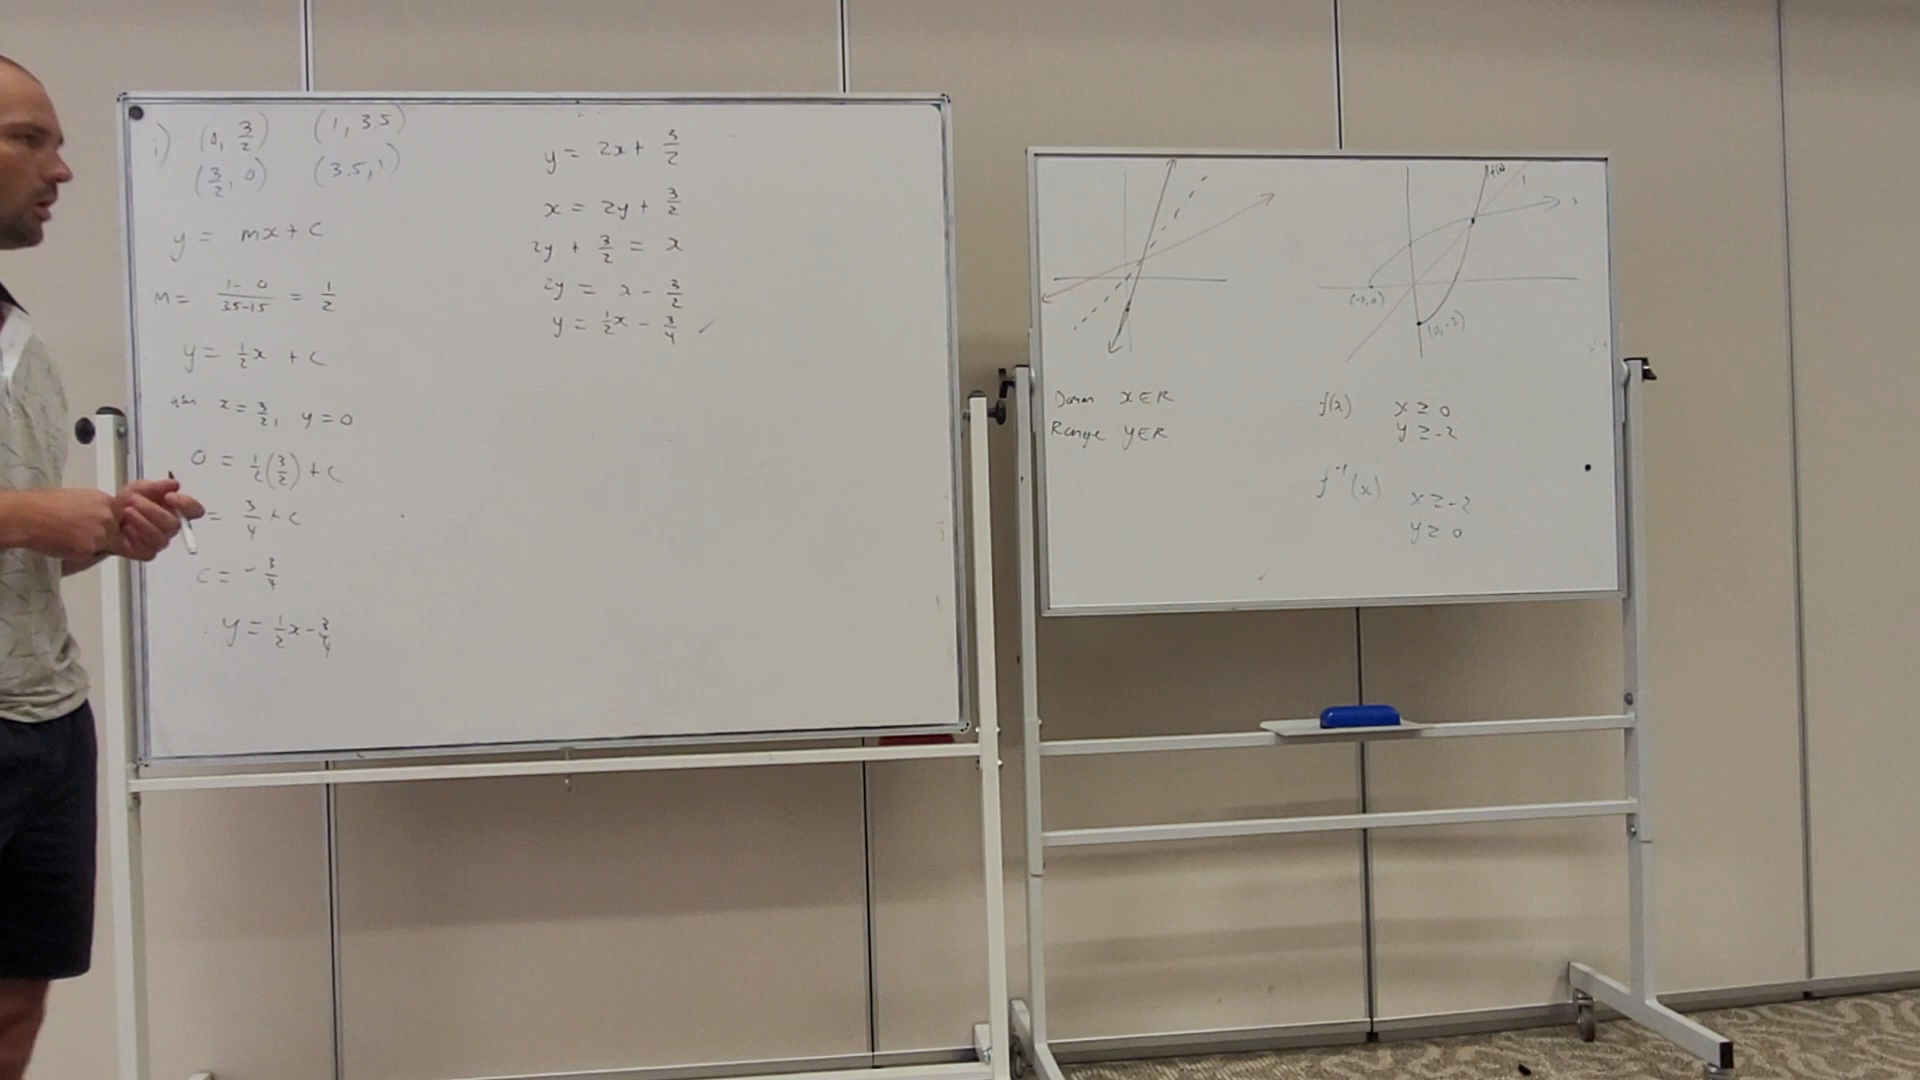 i) (0, 3/2) (1, 3.5)
(3/2, 0) (3.5, 1)
y = mx + c
m = (1 - 0)/(3.5 - 1.5) = 1/2
y = 1/2 x + c
x = 3/2, y = 0
0 = 1/2 (3/2) + c
= 3/4 + c
c = - 3/4
y = 1/2 x - 3/4
y = 2x + 3/2
x = 2y + 3/2
2y + 3/2 = x
2y = x - 3/2
y = 1/2 x - 3/4 ✓
Domain x ∈ R
Range y ∈ R
f(x)
(-2, 0)
(0, -2)
f(x) x ≥ 0
y ≥ -2
f⁻¹(x) x ≥ -2
y ≥ 0